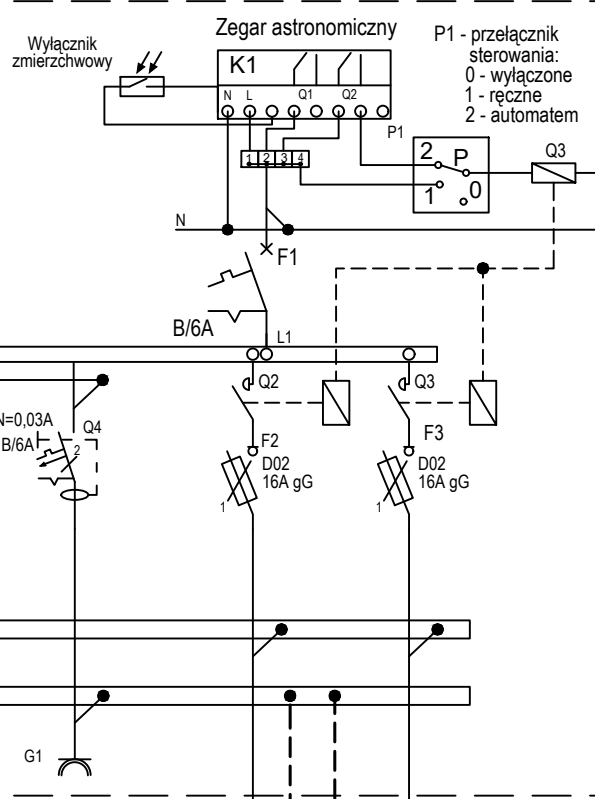 Zegar astronomiczny
Wyłącznik
zmierzchwowy
P1 - przełącznik
sterowania:
0 - wyłączone
1 - ręczne
2 - automatem
K1
N L Q1 Q2
P1
1 2 3 4
2 P
1 0
Q3
N
F1
B/6A
L1
Q2
Q3
N=0,03A
B/6A
Q4
2
F2
D02
16A gG
1
F3
D02
16A gG
1
G1